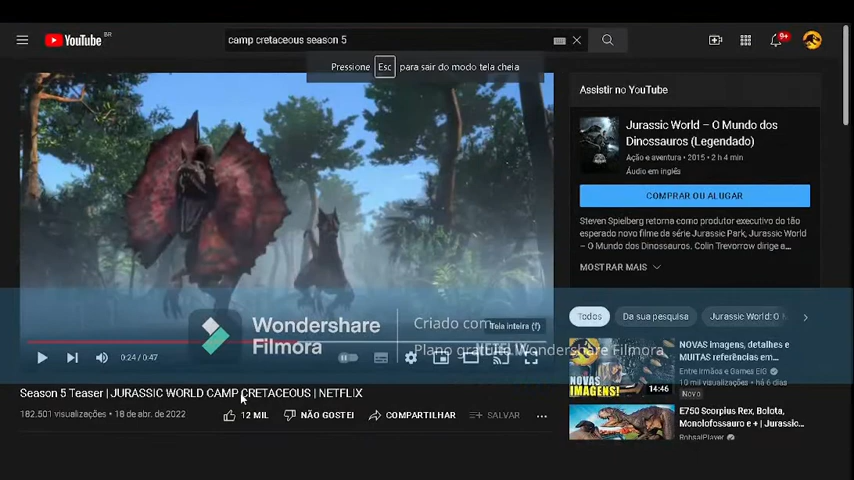 YouTube BR
camp cretaceous season 5
9+
Pressione Esc para sair do modo tela cheia
Assistir no YouTube
Jurassic World – O Mundo dos
Dinossauros (Legendado)
Ação e aventura • 2015 • 2 h 4 min
Áudio em inglês
COMPRAR OU ALUGAR
Steven Spielberg retorna como produtor executivo do tão
esperado novo filme da série Jurassic Park, Jurassic World
– O Mundo dos Dinossauros. Colin Trevorrow dirige a...
MOSTRAR MAIS
Wondershare
Filmora
Criado com
Plano gratuito Wondershare Filmora
Tela inteira (f)
0:24 / 0:47
Todos
Da sua pesquisa
Jurassic World: O
NOVAS Imagens, detalhes e
MUITAS referências em...
Entre Irmãos e Games EIG
10 mil visualizações • há 6 dias
Novo
NOVAS
IMAGENS!
14:46
Season 5 Teaser | JURASSIC WORLD CAMP CRETACEOUS | NETFLIX
182.501 visualizações • 18 de abr. de 2022
12 MIL
NÃO GOSTEI
COMPARTILHAR
SALVAR
E750 Scorpius Rex, Bolota,
Monolofossauro e + | Jurassic...